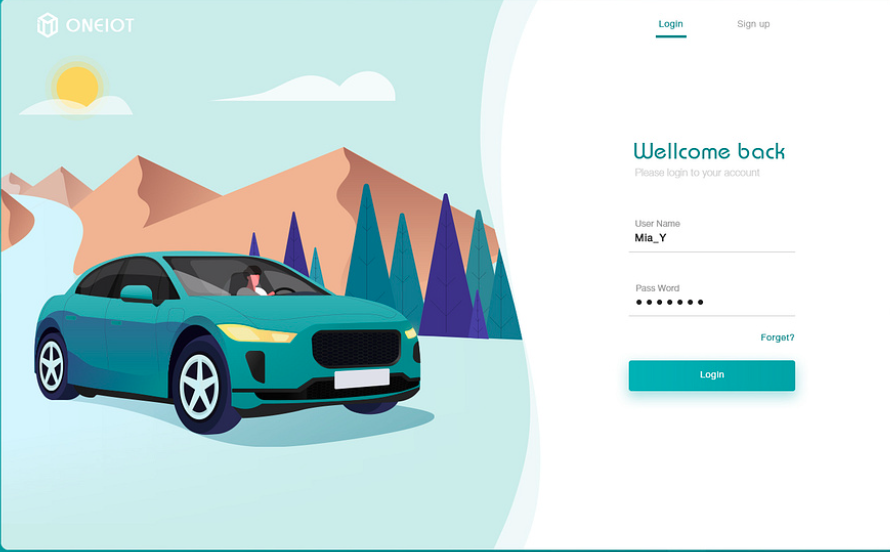 ONEIOT
Login
Sign up
Wellcome back
Please login to your account
User Name
Mia_Y
Pass Word
Forget?
Login